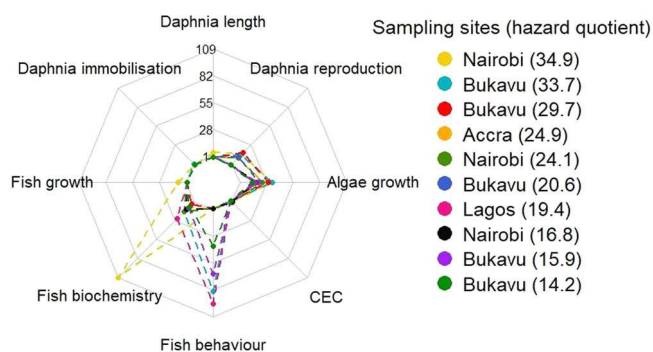 Daphnia length
Sampling sites (hazard quotient)
109
Daphnia immobilisation
82
Daphnia reproduction
55
28
1
Fish growth
Algae growth
Fish biochemistry
CEC
Fish behaviour
Nairobi (34.9)
Bukavu (33.7)
Bukavu (29.7)
Accra (24.9)
Nairobi (24.1)
Bukavu (20.6)
Lagos (19.4)
Nairobi (16.8)
Bukavu (15.9)
Bukavu (14.2)